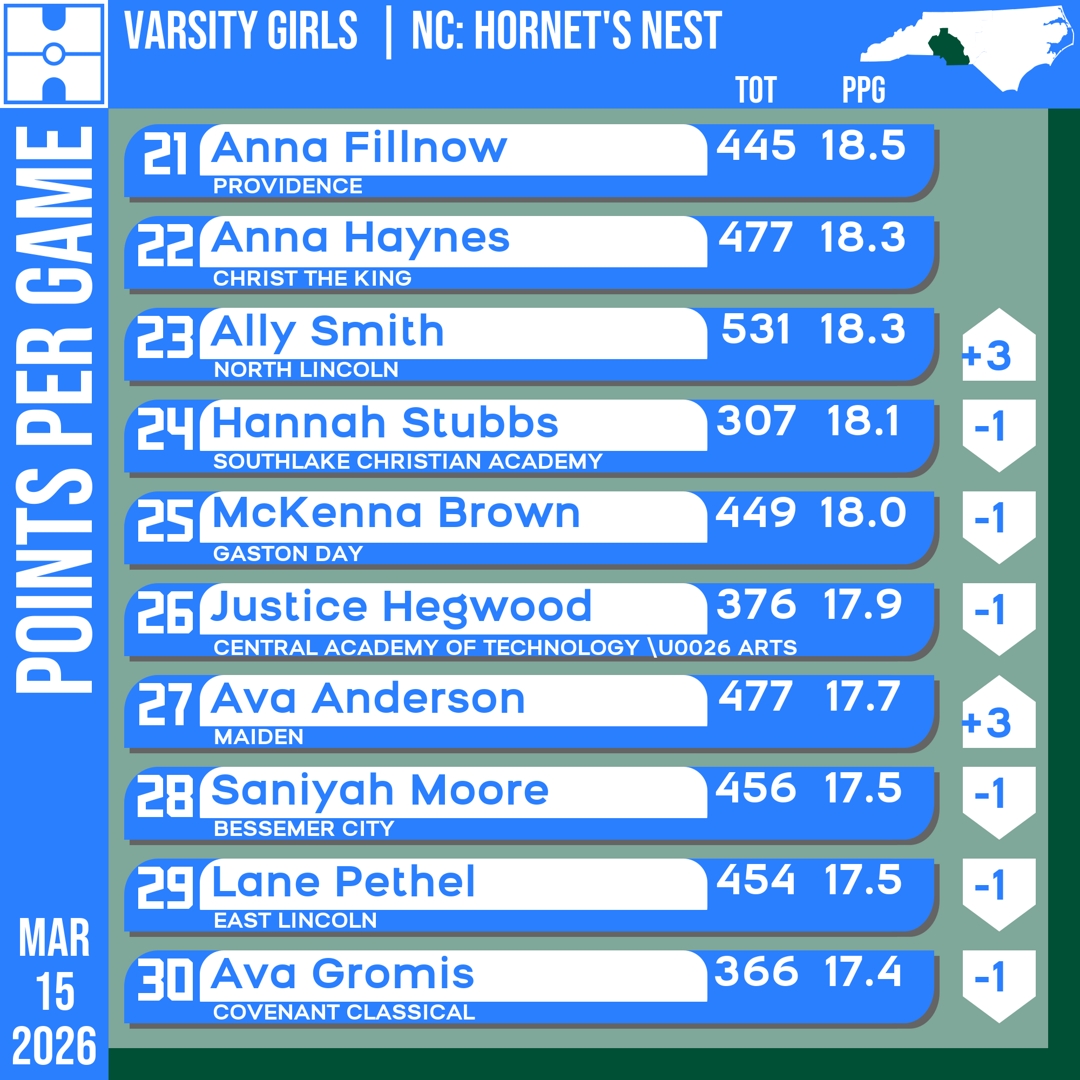 VARSITY GIRLS | NC: HORNET'S NEST
TOT PPG
POINTS PER GAME
21 Anna Fillnow 445 18.5
PROVIDENCE
22 Anna Haynes 477 18.3
CHRIST THE KING
23 Ally Smith 531 18.3 +3
NORTH LINCOLN
24 Hannah Stubbs 307 18.1 -1
SOUTHLAKE CHRISTIAN ACADEMY
25 McKenna Brown 449 18.0 -1
GASTON DAY
26 Justice Hegwood 376 17.9 -1
CENTRAL ACADEMY OF TECHNOLOGY \U0026 ARTS
27 Ava Anderson 477 17.7 +3
MAIDEN
28 Saniyah Moore 456 17.5 -1
BESSEMER CITY
29 Lane Pethel 454 17.5 -1
EAST LINCOLN
30 Ava Gromis 366 17.4 -1
COVENANT CLASSICAL
MAR
15
2026